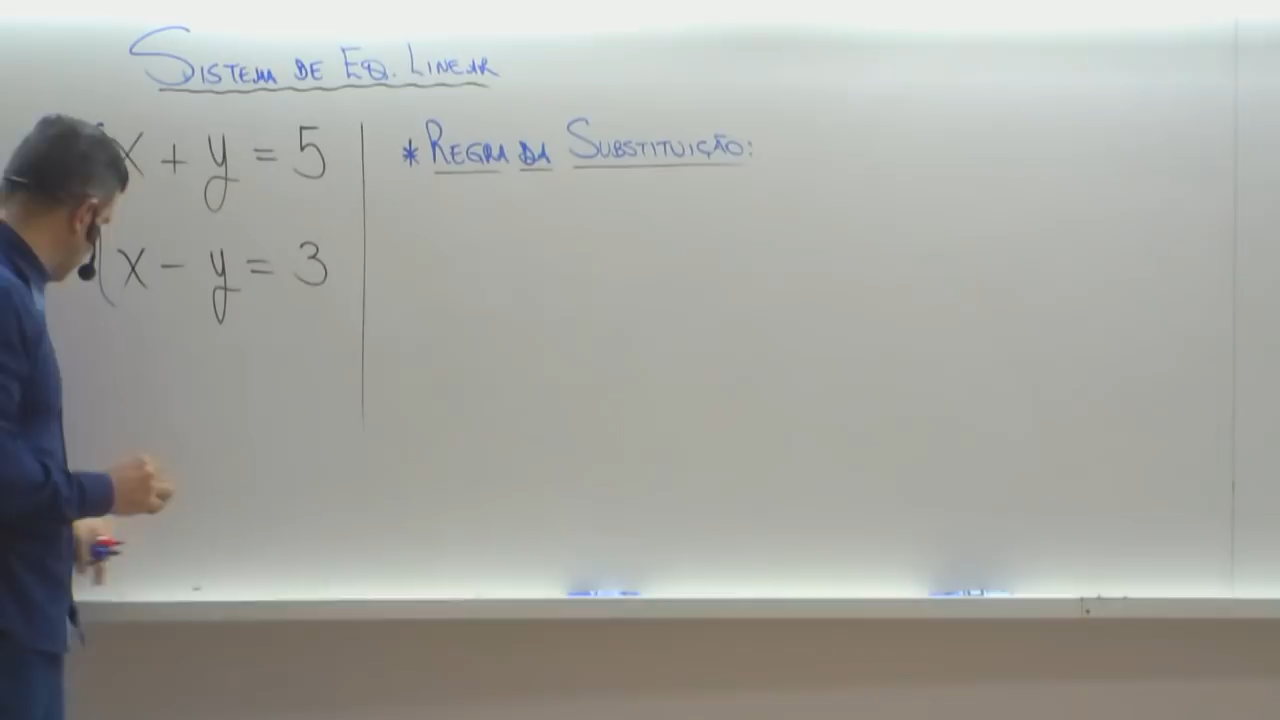 SISTEMA DE EQ. LINEAR
x + y = 5
x - y = 3
* REGRA DA SUBSTITUIÇÃO: